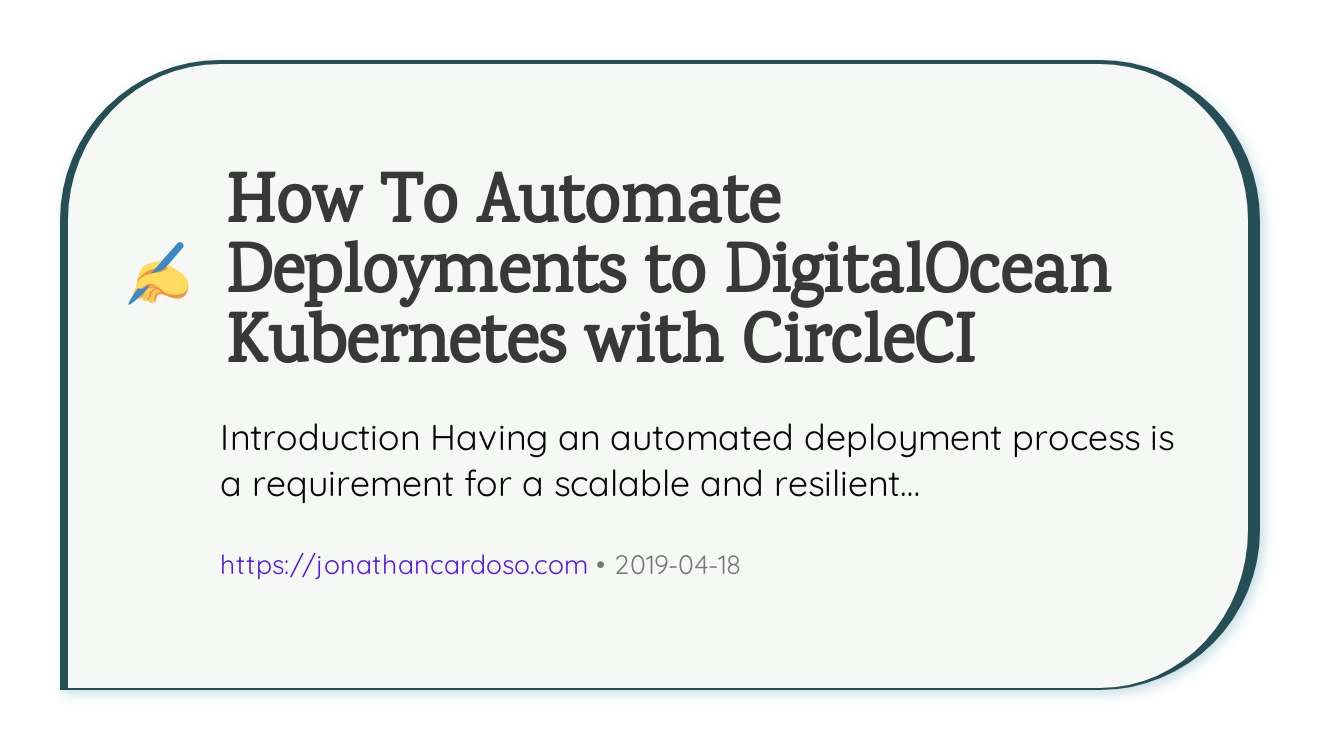 How To Automate
Deployments to DigitalOcean
Kubernetes with CircleCI
Introduction Having an automated deployment process is
a requirement for a scalable and resilient...
https://jonathancardoso.com • 2019-04-18